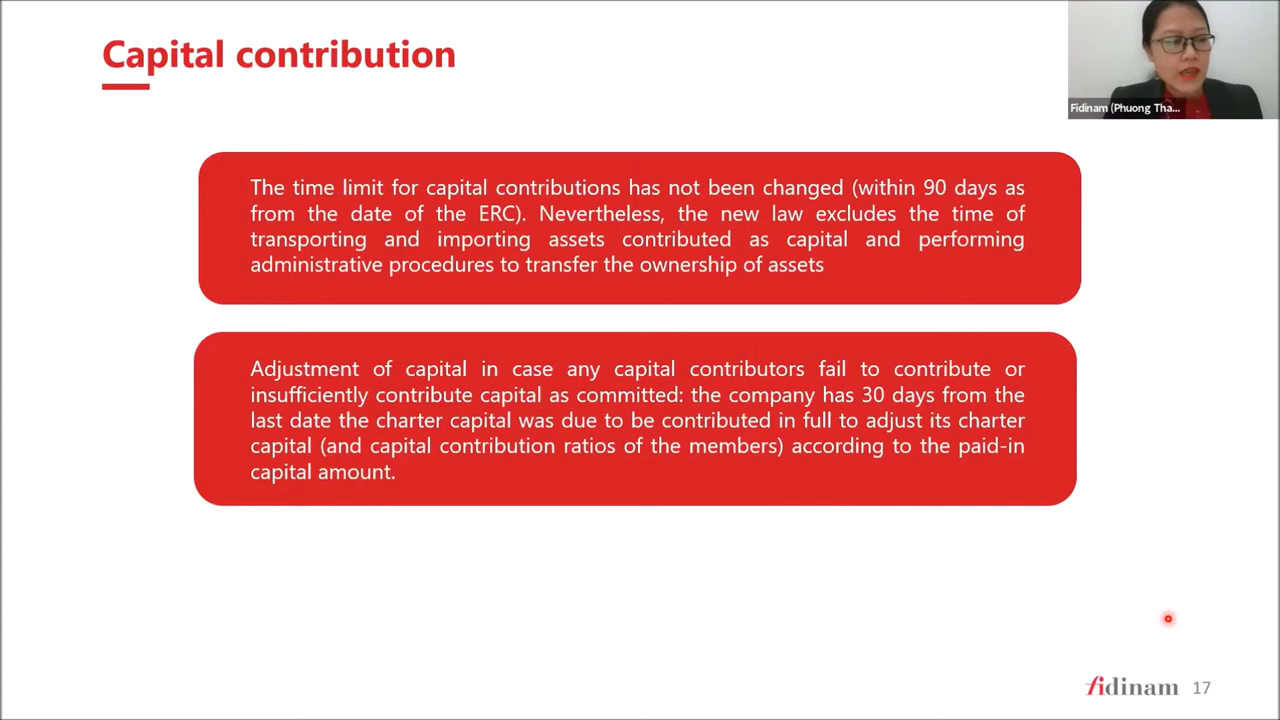 Capital contribution
Fidinam (Phuong Tha...
The time limit for capital contributions has not been changed (within 90 days as
from the date of the ERC). Nevertheless, the new law excludes the time of
transporting and importing assets contributed as capital and performing
administrative procedures to transfer the ownership of assets
Adjustment of capital in case any capital contributors fail to contribute or
insufficiently contribute capital as committed: the company has 30 days from the
last date the charter capital was due to be contributed in full to adjust its charter
capital (and capital contribution ratios of the members) according to the paid-in
capital amount.
fidinam 17